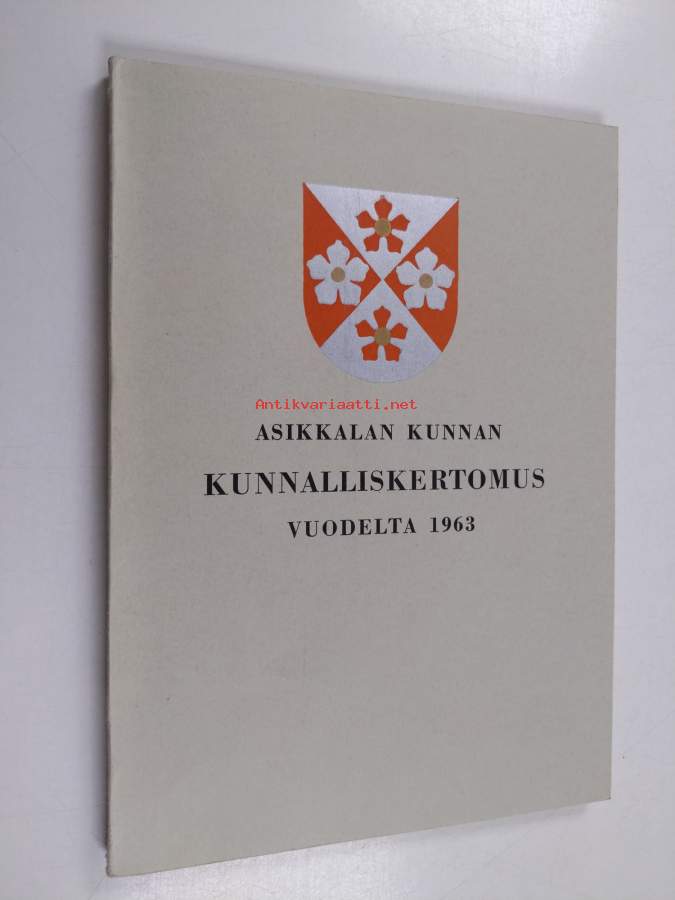 Antikvariaatti.net
ASIKKALAN KUNNAN
KUNNALLISKERTOMUS
VUODELTA 1963